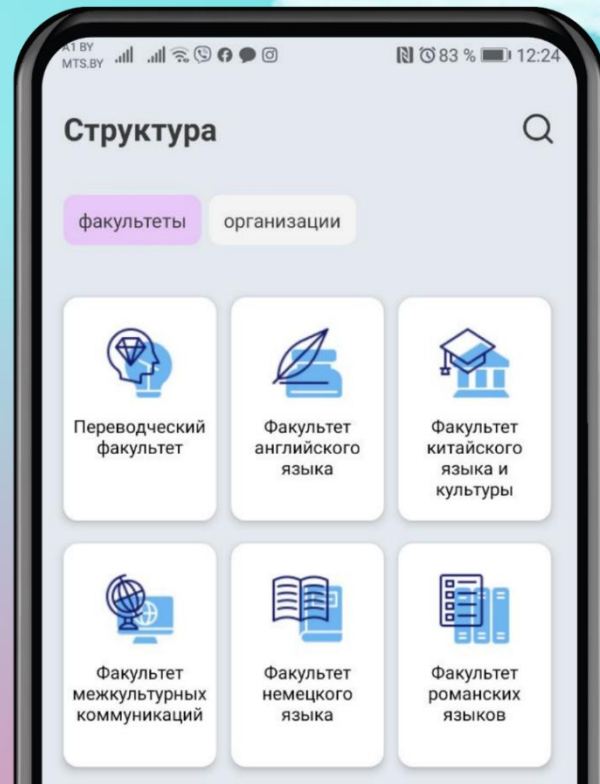 A1 BY
MTS.BY
83 % 12:24
Структура
факультеты
организации
Переводческий
факультет
Факультет
английского
языка
Факультет
китайского
языка и
культуры
Факультет
межкультурных
коммуникаций
Факультет
немецкого
языка
Факультет
романских
языков